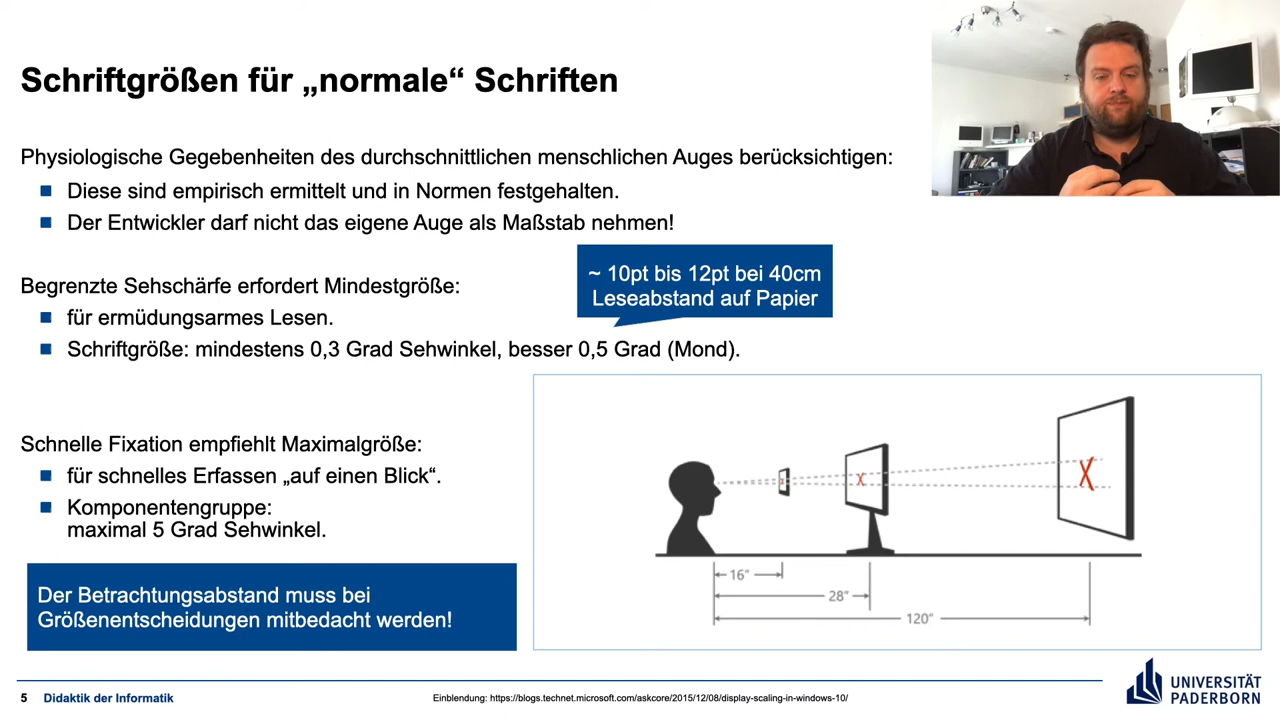 Schriftgrößen für „normale“ Schriften
Physiologische Gegebenheiten des durchschnittlichen menschlichen Auges berücksichtigen:
Diese sind empirisch ermittelt und in Normen festgehalten.
Der Entwickler darf nicht das eigene Auge als Maßstab nehmen!
~ 10pt bis 12pt bei 40cm
Leseabstand auf Papier
Begrenzte Sehschärfe erfordert Mindestgröße:
für ermüdungsarmes Lesen.
Schriftgröße: mindestens 0,3 Grad Sehwinkel, besser 0,5 Grad (Mond).
Schnelle Fixation empfiehlt Maximalgröße:
für schnelles Erfassen „auf einen Blick“.
Komponentengruppe:
maximal 5 Grad Sehwinkel.
Der Betrachtungsabstand muss bei
Größenentscheidungen mitbedacht werden!
X
X
X
16"
28"
120"
5 Didaktik der Informatik
Einblendung: https://blogs.technet.microsoft.com/askcore/2015/12/08/display-scaling-in-windows-10/
UNIVERSITÄT
PADERBORN